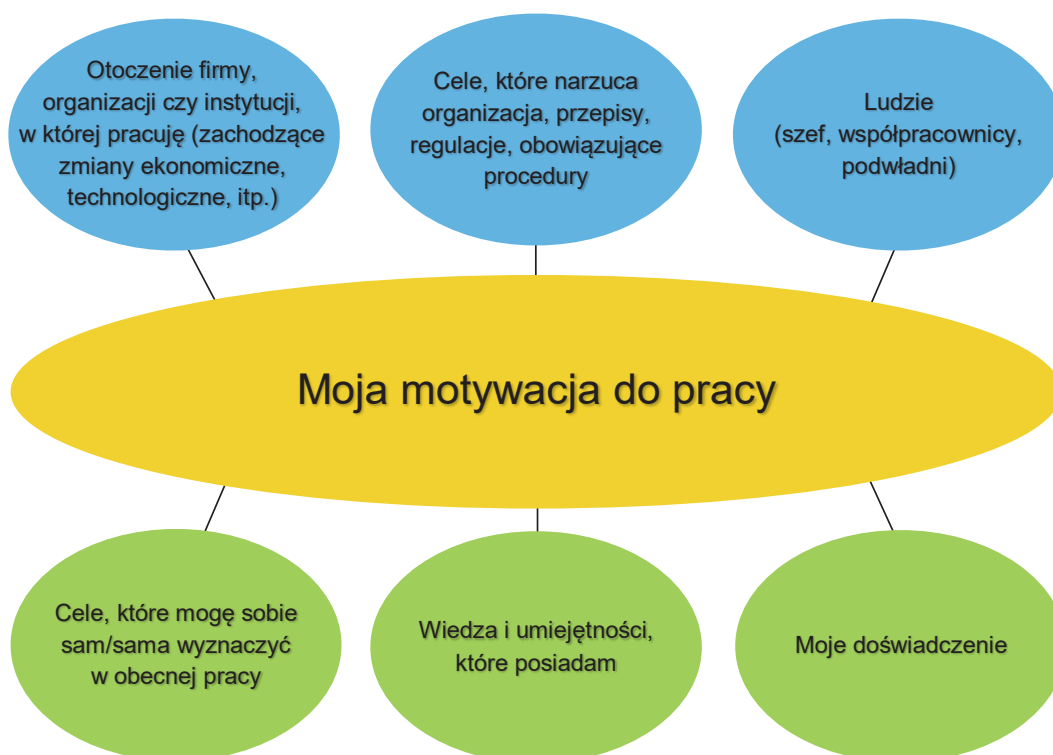 Otoczenie firmy,
organizacji czy instytucji,
w której pracuję (zachodzące
zmiany ekonomiczne,
technologiczne, itp.)
Cele, które narzuca
organizacja, przepisy,
regulacje, obowiązujące
procedury
Ludzie
(szef, współpracownicy,
podwładni)
Moja motywacja do pracy
Cele, które mogę sobie
sam/sama wyznaczyć
w obecnej pracy
Wiedza i umiejętności,
które posiadam
Moje doświadczenie